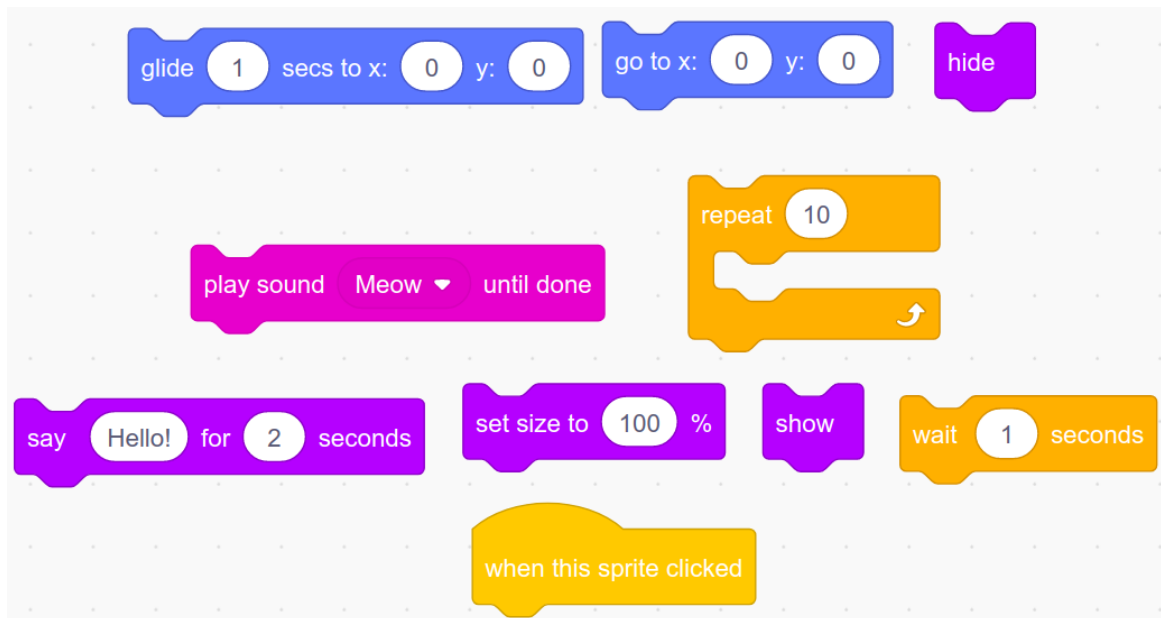 glide 1 secs to x: 0 y: 0
go to x: 0 y: 0
hide
repeat 10
play sound Meow until done
say Hello! for 2 seconds
set size to 100 %
show
wait 1 seconds
when this sprite clicked